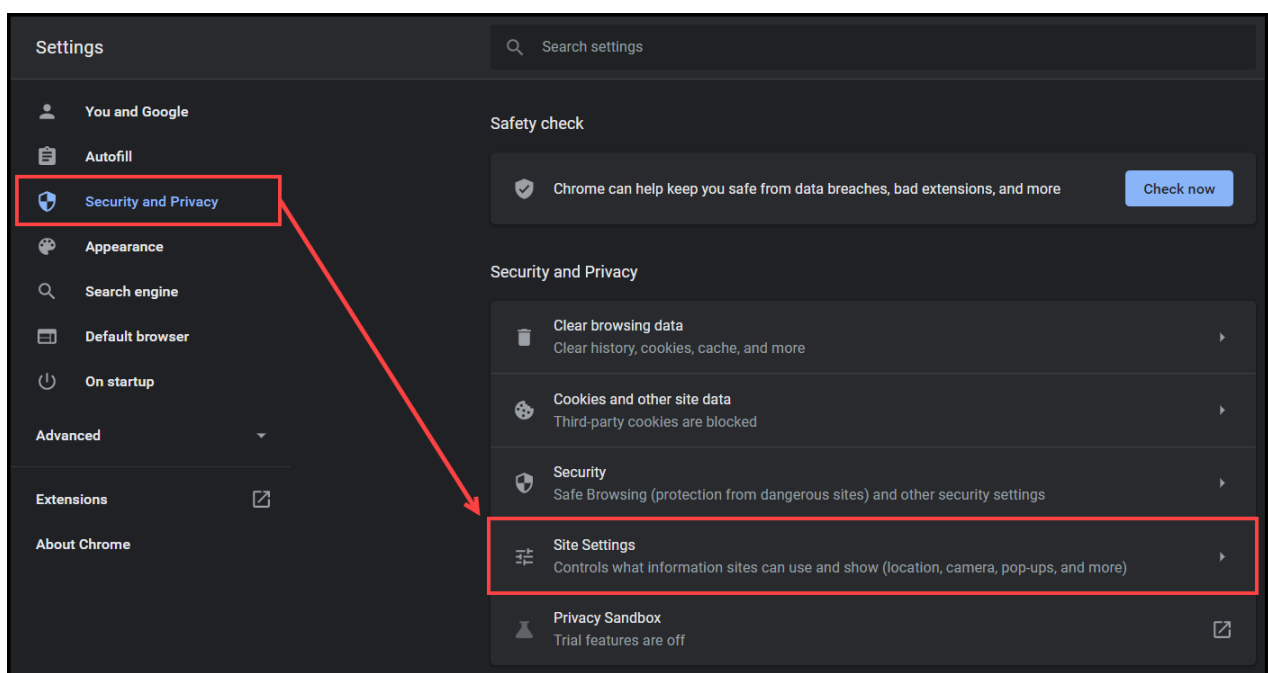 Settings
Search settings
You and Google
Autofill
Security and Privacy
Appearance
Search engine
Default browser
On startup
Advanced
Extensions
About Chrome
Safety check
Chrome can help keep you safe from data breaches, bad extensions, and more
Check now
Security and Privacy
Clear browsing data
Clear history, cookies, cache, and more
Cookies and other site data
Third-party cookies are blocked
Security
Safe Browsing (protection from dangerous sites) and other security settings
Site Settings
Controls what information sites can use and show (location, camera, pop-ups, and more)
Privacy Sandbox
Trial features are off